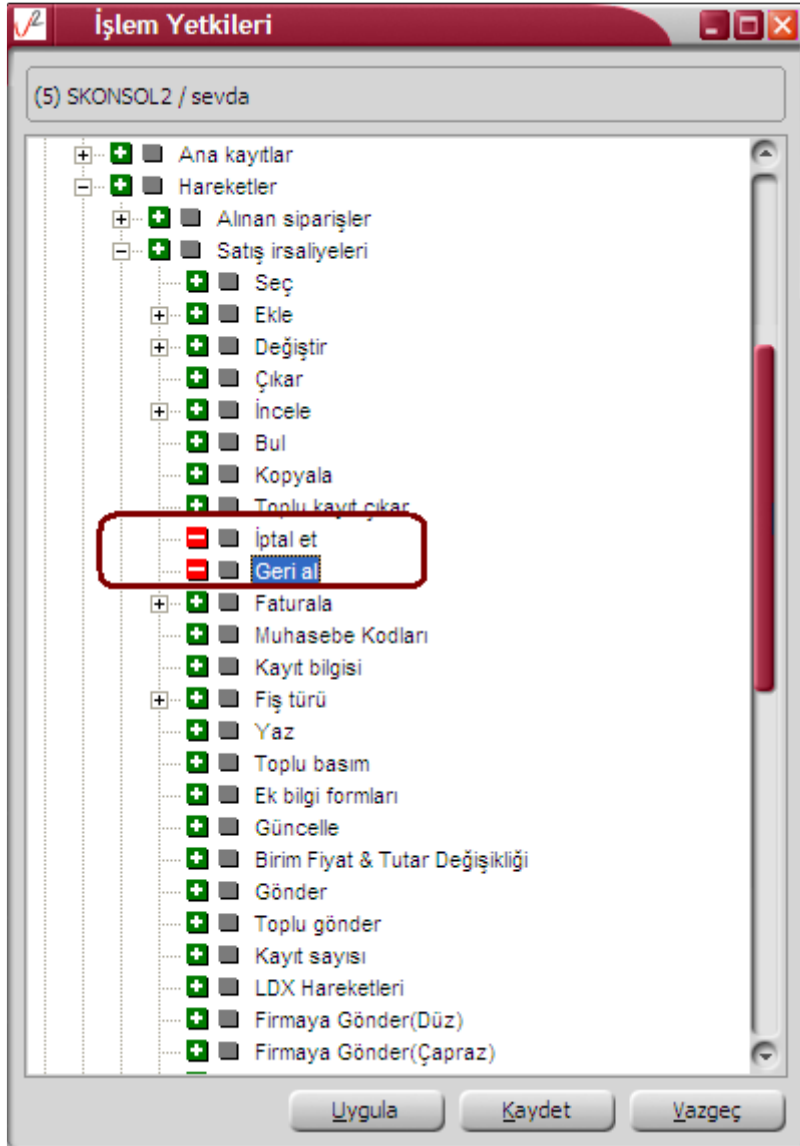 İşlem Yetkileri
(5) SKONSOL2 / sevda
Ana kayıtlar
Hareketler
Alınan siparişler
Satış irsaliyeleri
Seç
Ekle
Değiştir
Çıkar
İncele
Bul
Kopyala
Toplu kayıt çıkar
İptal et
Geri al
Faturala
Muhasebe Kodları
Kayıt bilgisi
Fiş türü
Yaz
Toplu basım
Ek bilgi formları
Güncelle
Birim Fiyat & Tutar Değişikliği
Gönder
Toplu gönder
Kayıt sayısı
LDX Hareketleri
Firmaya Gönder(Düz)
Firmaya Gönder(Çapraz)
Uygula Kaydet Vazgeç